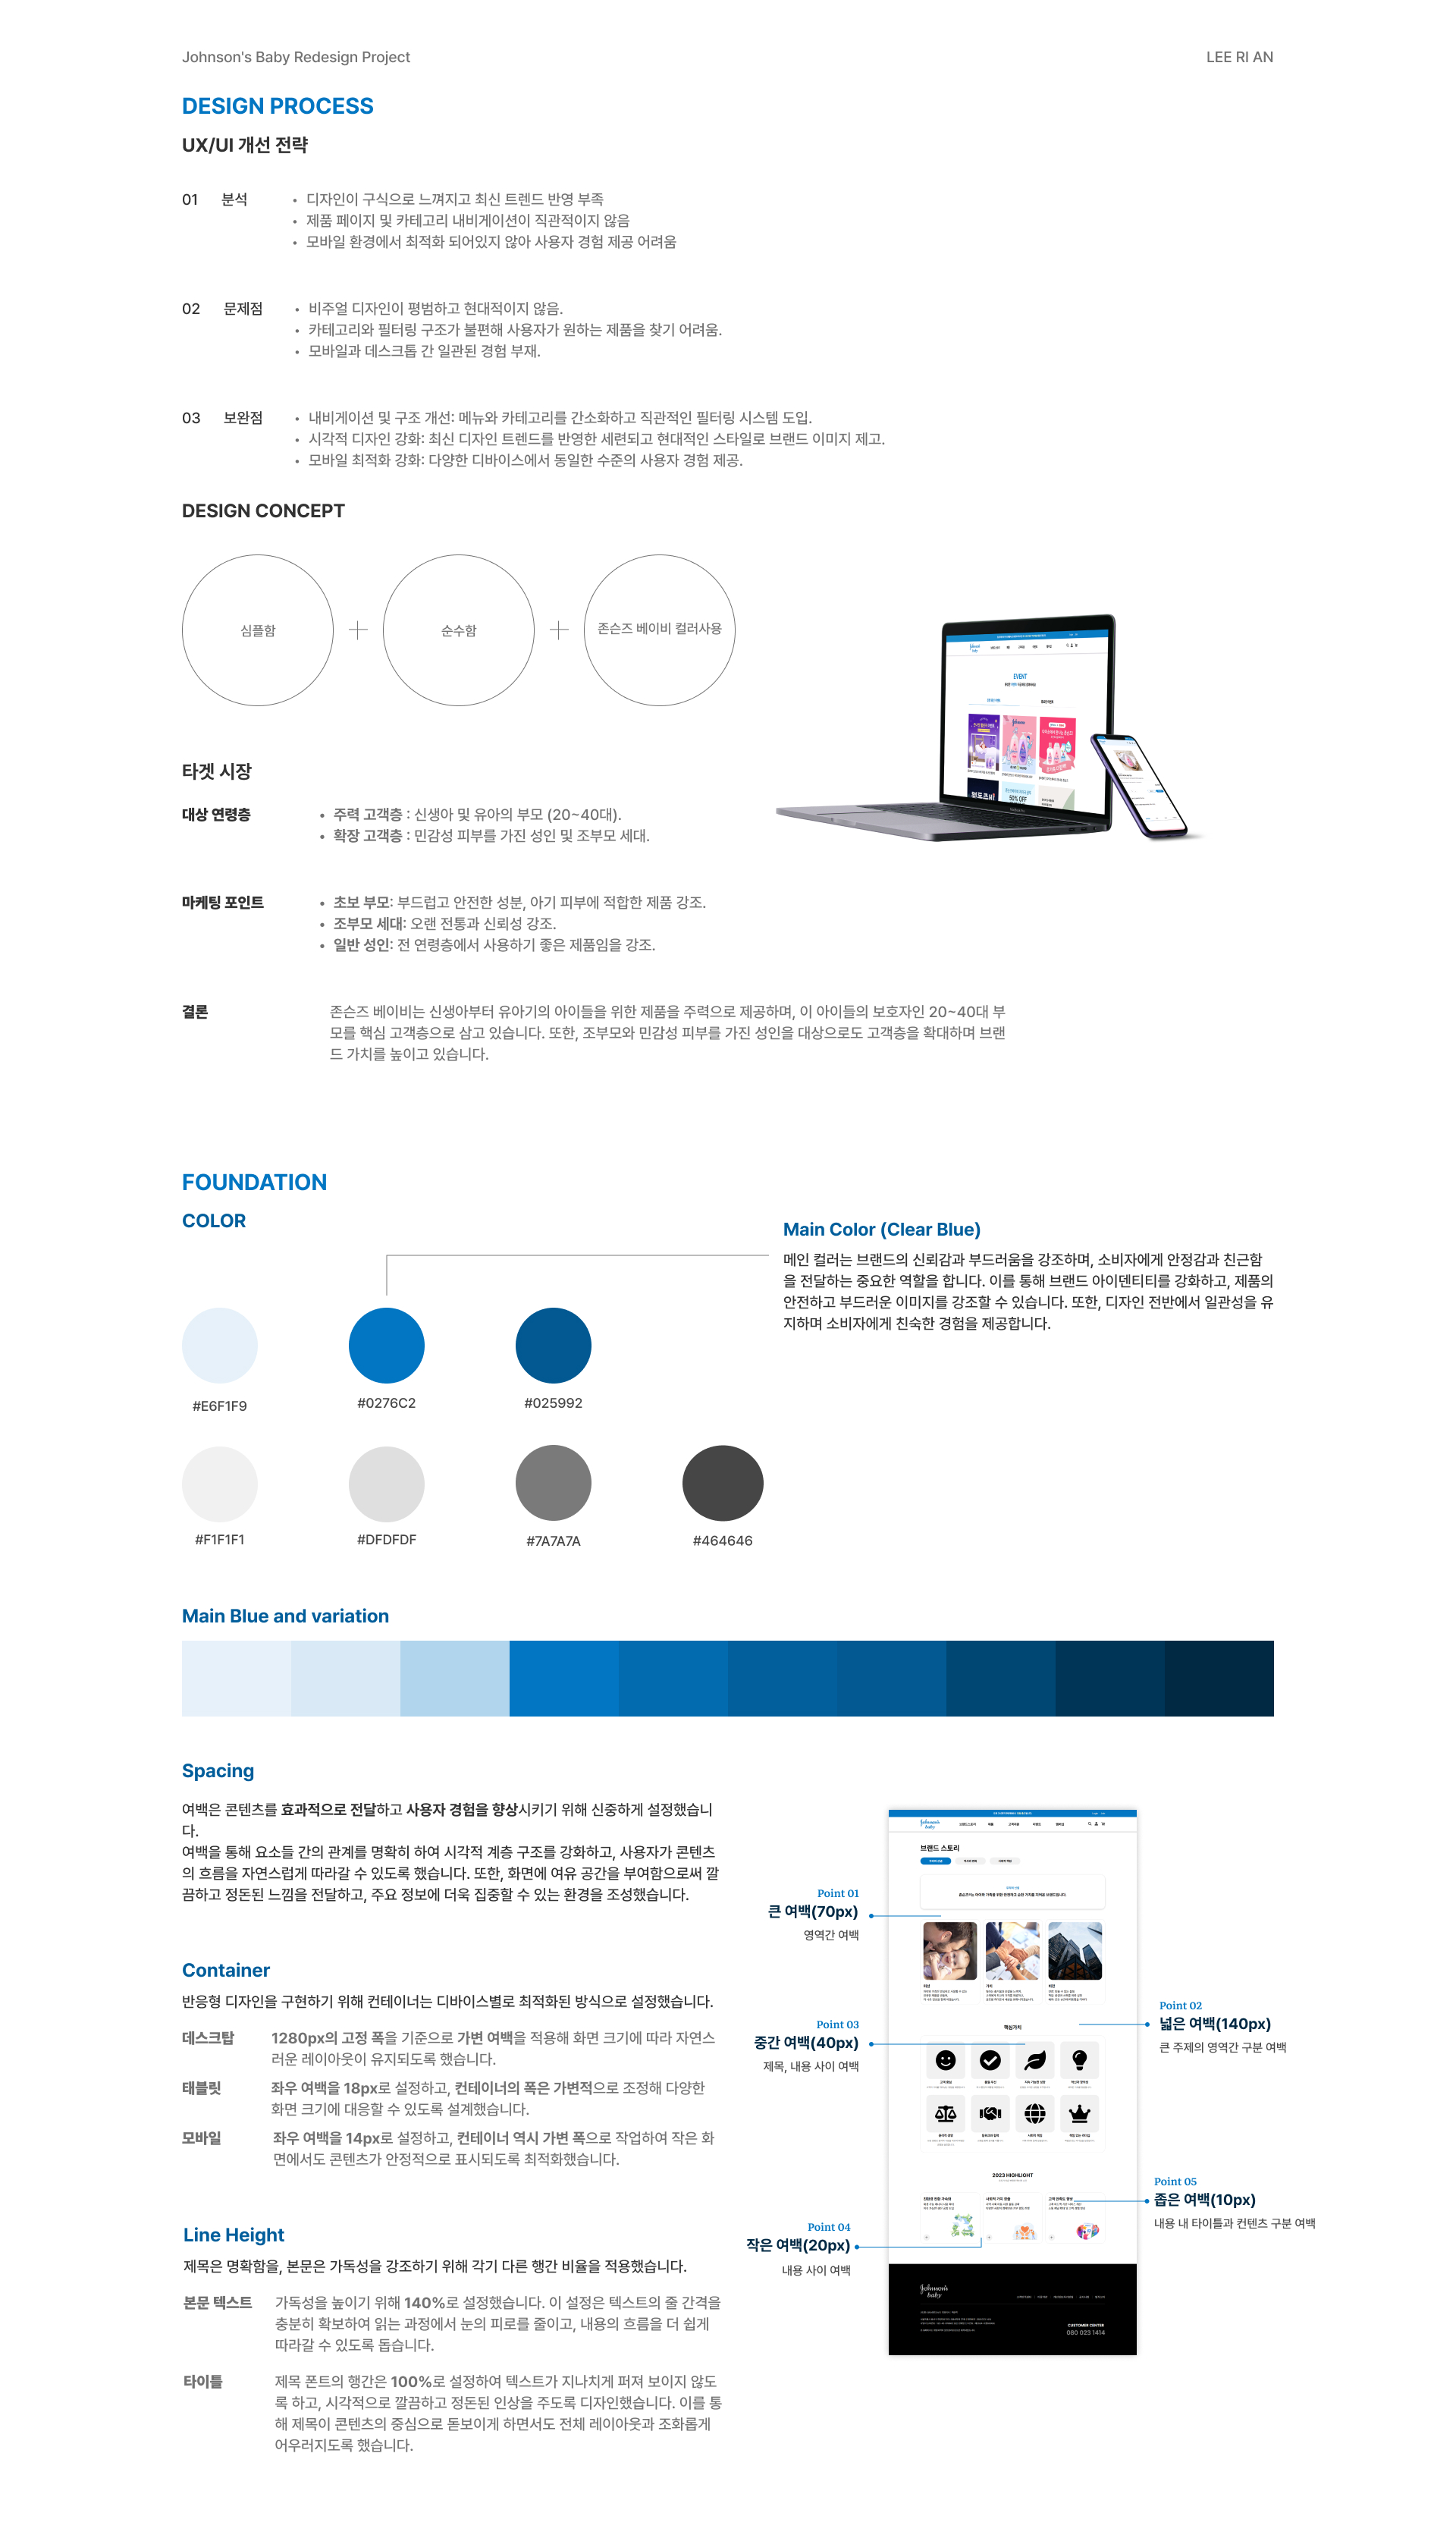 Johnson's Baby Redesign Project
LEE RI AN
DESIGN PROCESS
UX/UI 개선 전략
01 분석
• 디자인이 구식으로 느껴지고 최신 트렌드 반영 부족
• 제품 페이지 및 카테고리 내비게이션이 직관적이지 않음
• 모바일 환경에서 최적화 되어있지 않아 사용자 경험 제공 어려움
02 문제점
• 비주얼 디자인이 평범하고 현대적이지 않음.
• 카테고리와 필터링 구조가 불편해 사용자가 원하는 제품을 찾기 어려움.
• 모바일과 데스크톱 간 일관된 경험 부재.
03 보완점
• 내비게이션 및 구조 개선: 메뉴와 카테고리를 간소화하고 직관적인 필터링 시스템 도입.
• 시각적 디자인 강화: 최신 디자인 트렌드를 반영한 세련되고 현대적인 스타일로 브랜드 이미지 제고.
• 모바일 최적화 강화: 다양한 디바이스에서 동일한 수준의 사용자 경험 제공.
DESIGN CONCEPT
심플함
순수함
존슨즈 베이비 컬러사용
EVENT
50% OFF
타겟 시장
대상 연령층
• 주력 고객층 : 신생아 및 유아의 부모 (20~40대).
• 확장 고객층 : 민감성 피부를 가진 성인 및 조부모 세대.
마케팅 포인트
• 초보 부모: 부드럽고 안전한 성분, 아기 피부에 적합한 제품 강조.
• 조부모 세대: 오랜 전통과 신뢰성 강조.
• 일반 성인: 전 연령층에서 사용하기 좋은 제품임을 강조.
결론
존슨즈 베이비는 신생아부터 유아기의 아이들을 위한 제품을 주력으로 제공하며, 이 아이들의 보호자인 20~40대 부
모를 핵심 고객층으로 삼고 있습니다. 또한, 조부모와 민감성 피부를 가진 성인을 대상으로도 고객층을 확대하며 브랜
드 가치를 높이고 있습니다.
FOUNDATION
COLOR
Main Color (Clear Blue)
메인 컬러는 브랜드의 신뢰감과 부드러움을 강조하며, 소비자에게 안정감과 친근함
을 전달하는 중요한 역할을 합니다. 이를 통해 브랜드 아이덴티티를 강화하고, 제품의
안전하고 부드러운 이미지를 강조할 수 있습니다. 또한, 디자인 전반에서 일관성을 유
지하며 소비자에게 친숙한 경험을 제공합니다.
#E6F1F9
#0276C2
#025992
#F1F1F1
#DFDFDF
#7A7A7A
#464646
Main Blue and variation
Spacing
여백은 콘텐츠를 효과적으로 전달하고 사용자 경험을 향상시키기 위해 신중하게 설정했습니
다.
여백을 통해 요소들 간의 관계를 명확히 하여 시각적 계층 구조를 강화하고, 사용자가 콘텐츠
의 흐름을 자연스럽게 따라갈 수 있도록 했습니다. 또한, 화면에 여유 공간을 부여함으로써 깔
끔하고 정돈된 느낌을 전달하고, 주요 정보에 더욱 집중할 수 있는 환경을 조성했습니다.
Container
반응형 디자인을 구현하기 위해 컨테이너는 디바이스별로 최적화된 방식으로 설정했습니다.
데스크탑
1280px의 고정 폭을 기준으로 가변 여백을 적용해 화면 크기에 따라 자연스
러운 레이아웃이 유지되도록 했습니다.
태블릿
좌우 여백을 18px로 설정하고, 컨테이너의 폭은 가변적으로 조정해 다양한
화면 크기에 대응할 수 있도록 설계했습니다.
모바일
좌우 여백을 14px로 설정하고, 컨테이너 역시 가변 폭으로 작업하여 작은 화
면에서도 콘텐츠가 안정적으로 표시되도록 최적화했습니다.
Line Height
제목은 명확함을, 본문은 가독성을 강조하기 위해 각기 다른 행간 비율을 적용했습니다.
본문 텍스트
가독성을 높이기 위해 140%로 설정했습니다. 이 설정은 텍스트의 줄 간격을
충분히 확보하여 읽는 과정에서 눈의 피로를 줄이고, 내용의 흐름을 더 쉽게
따라갈 수 있도록 돕습니다.
타이틀
제목 폰트의 행간은 100%로 설정하여 텍스트가 지나치게 퍼져 보이지 않도
록 하고, 시각적으로 깔끔하고 정돈된 인상을 주도록 디자인했습니다. 이를 통
해 제목이 콘텐츠의 중심으로 돋보이게 하면서도 전체 레이아웃과 조화롭게
어우러지도록 했습니다.
Point 01
큰 여백(70px)
영역간 여백
Point 03
중간 여백(40px)
제목, 내용 사이 여백
Point 04
작은 여백(20px)
내용 사이 여백
Johnson's baby
브랜드 스토리
핵심가치
2023 HIGHLIGHT
Johnson's baby
CUSTOMER CENTER
080 023 1414
Point 02
넓은 여백(140px)
큰 주제의 영역간 구분 여백
Point 05
좁은 여백(10px)
내용 내 타이틀과 컨텐츠 구분 여백